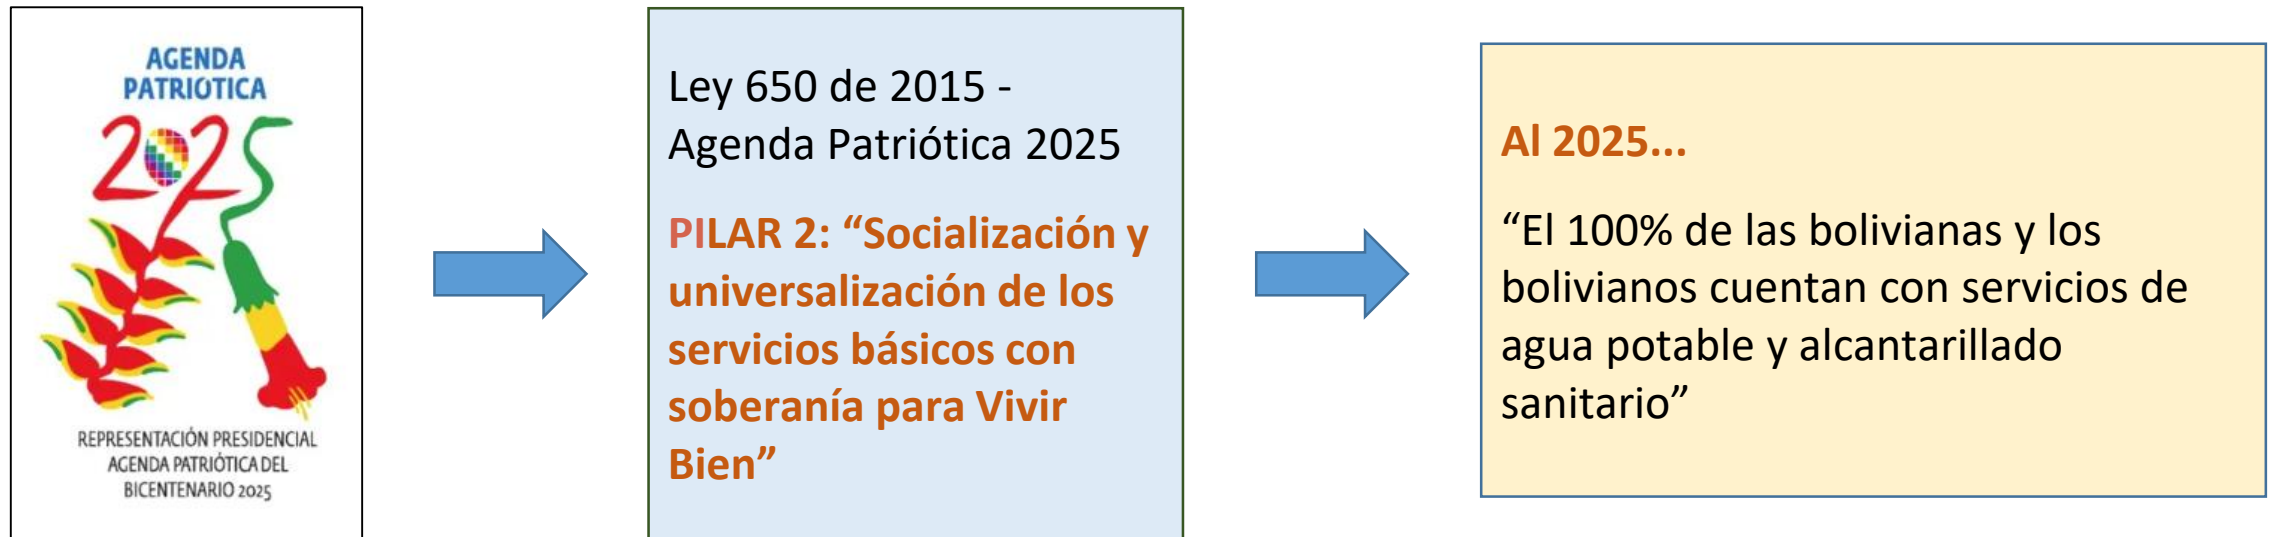 AGENDA
PATRIOTICA
2025
REPRESENTACIÓN PRESIDENCIAL
AGENDA PATRIÓTICA DEL
BICENTENARIO 2025
Ley 650 de 2015 -
Agenda Patriótica 2025
PILAR 2: “Socialización y
universalización de los
servicios básicos con
soberanía para Vivir
Bien”
Al 2025...
“El 100% de las bolivianas y los
bolivianos cuentan con servicios de
agua potable y alcantarillado
sanitario”